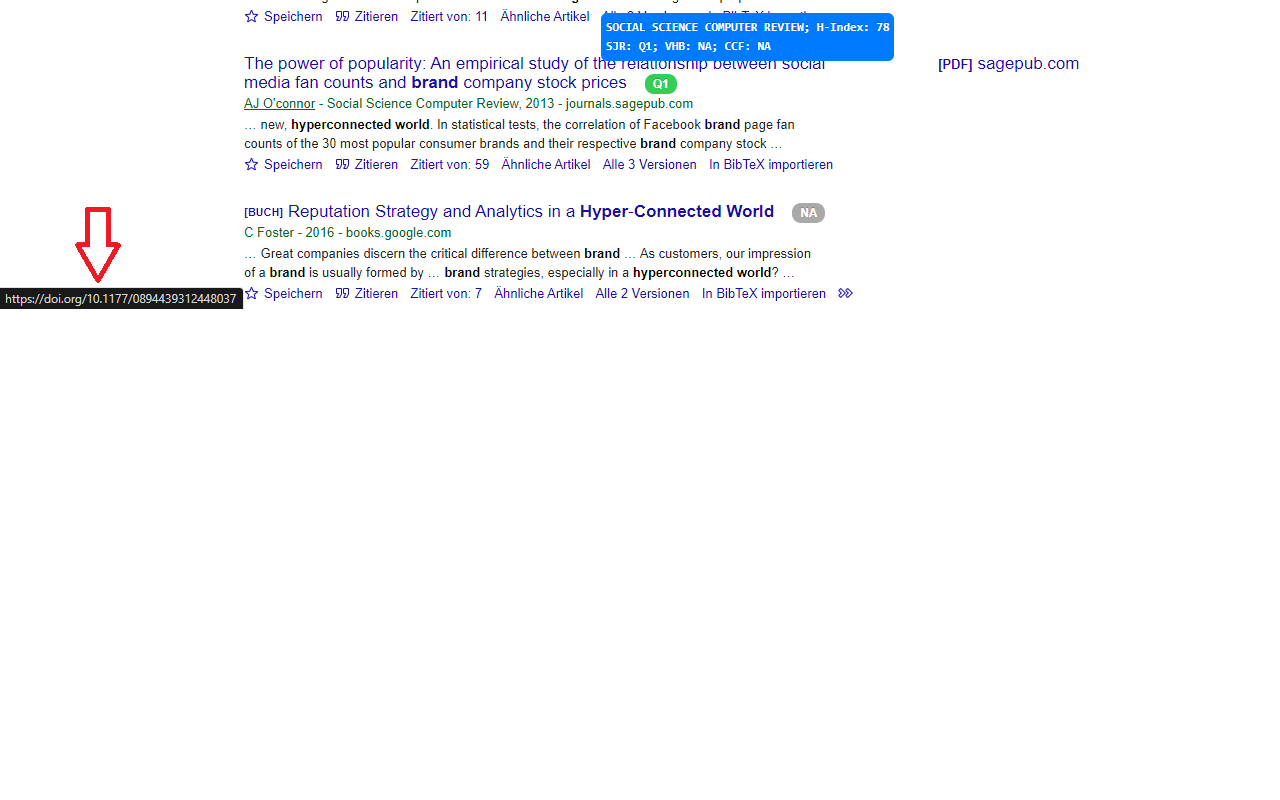 Speichern Zitieren Zitiert von: 11 Ähnliche Artikel
SOCIAL SCIENCE COMPUTER REVIEW; H-Index: 78
SJR: Q1; VHB: NA; CCF: NA
The power of popularity: An empirical study of the relationship between social
media fan counts and brand company stock prices Q1
[PDF] sagepub.com
AJ O'connor - Social Science Computer Review, 2013 - journals.sagepub.com
… new, hyperconnected world. In statistical tests, the correlation of Facebook brand page fan
counts of the 30 most popular consumer brands and their respective brand company stock …
Speichern Zitieren Zitiert von: 59 Ähnliche Artikel Alle 3 Versionen In BibTeX importieren
[BUCH] Reputation Strategy and Analytics in a Hyper-Connected World NA
C Foster - 2016 - books.google.com
… Great companies discern the critical difference between brand … As customers, our impression
of a brand is usually formed by … brand strategies, especially in a hyperconnected world? …
Speichern Zitieren Zitiert von: 7 Ähnliche Artikel Alle 2 Versionen In BibTeX importieren
https://doi.org/10.1177/0894439312448037